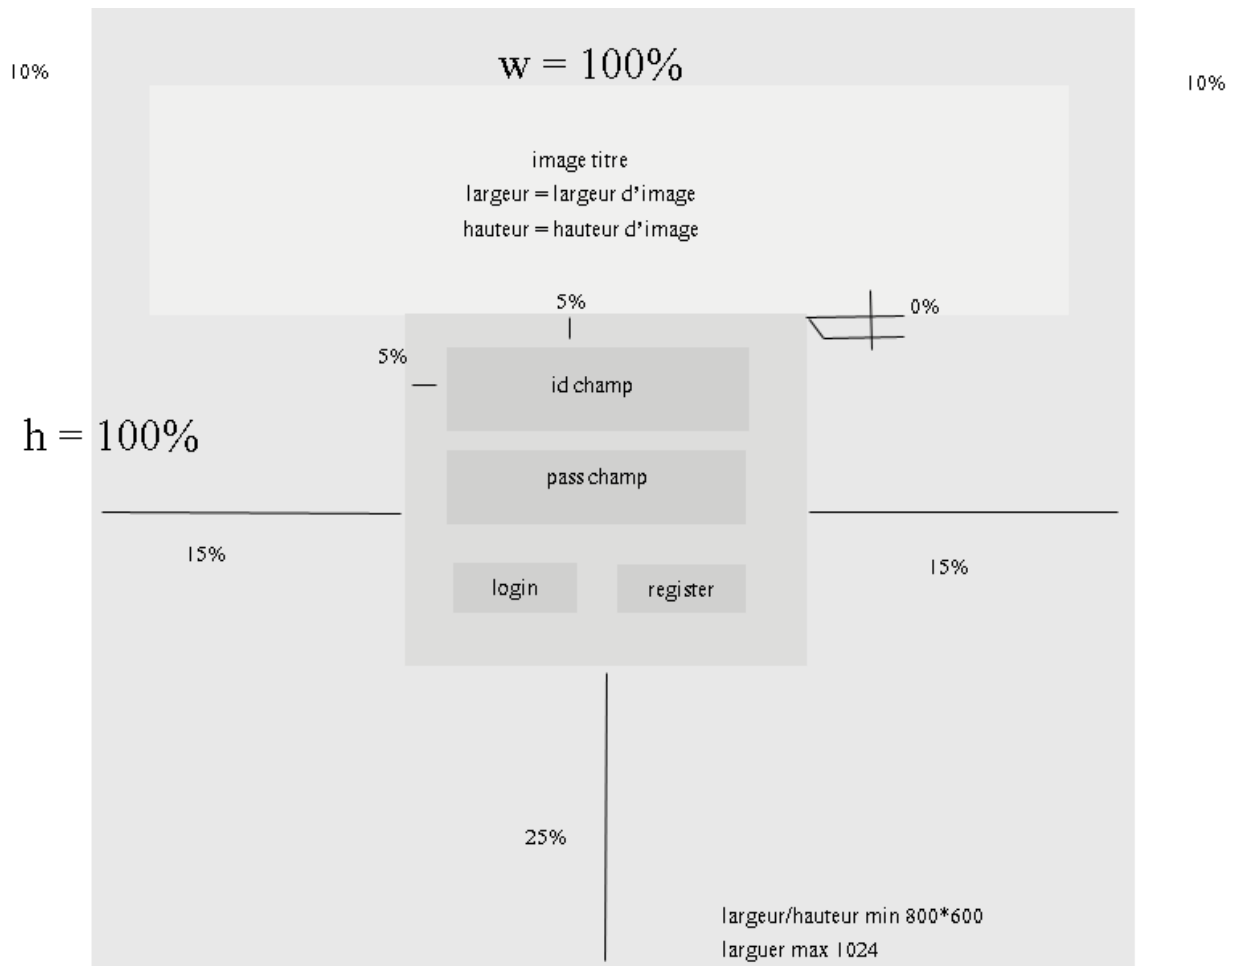 w = 100%
10%
10%
image titre
largeur = largeur d'image
hauteur = hauteur d'image
5%
0%
5%
id champ
h = 100%
pass champ
15%
15%
login
register
25%
largeur/hauteur min 800*600
larguer max 1024